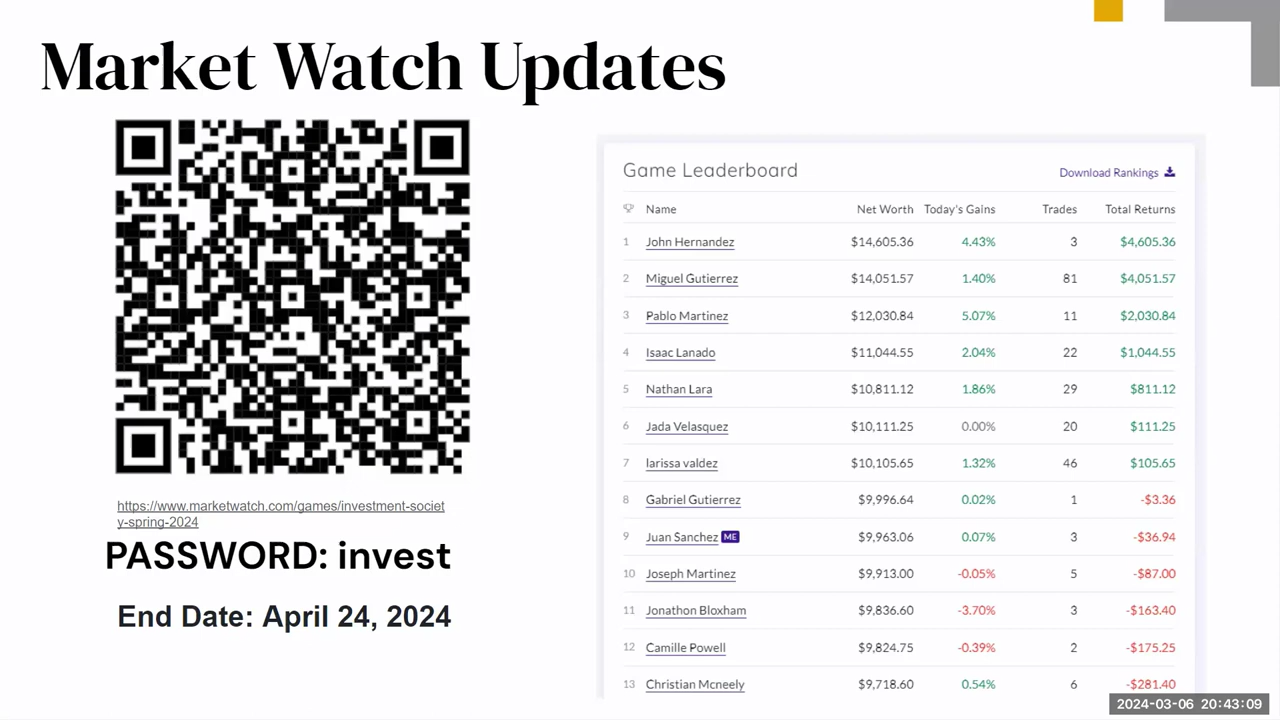 Market Watch Updates
https://www.marketwatch.com/games/investment-societ
y-spring-2024
PASSWORD: invest
End Date: April 24, 2024
Game Leaderboard
Download Rankings
Name Net Worth Today's Gains Trades Total Returns
1 John Hernandez $14,605.36 4.43% 3 $4,605.36
2 Miguel Gutierrez $14,051.57 1.40% 81 $4,051.57
3 Pablo Martinez $12,030.84 5.07% 11 $2,030.84
4 Isaac Lanado $11,044.55 2.04% 22 $1,044.55
5 Nathan Lara $10,811.12 1.86% 29 $811.12
6 Jada Velasquez $10,111.25 0.00% 20 $111.25
7 larissa valdez $10,105.65 1.32% 46 $105.65
8 Gabriel Gutierrez $9,996.64 0.02% 1 -$3.36
9 Juan Sanchez ME $9,963.06 0.07% 3 -$36.94
10 Joseph Martinez $9,913.00 -0.05% 5 -$87.00
11 Jonathon Bloxham $9,836.60 -3.70% 3 -$163.40
12 Camille Powell $9,824.75 -0.39% 2 -$175.25
13 Christian Mcneely $9,718.60 0.54% 6 -$281.40
2024-03-06 20:43:09